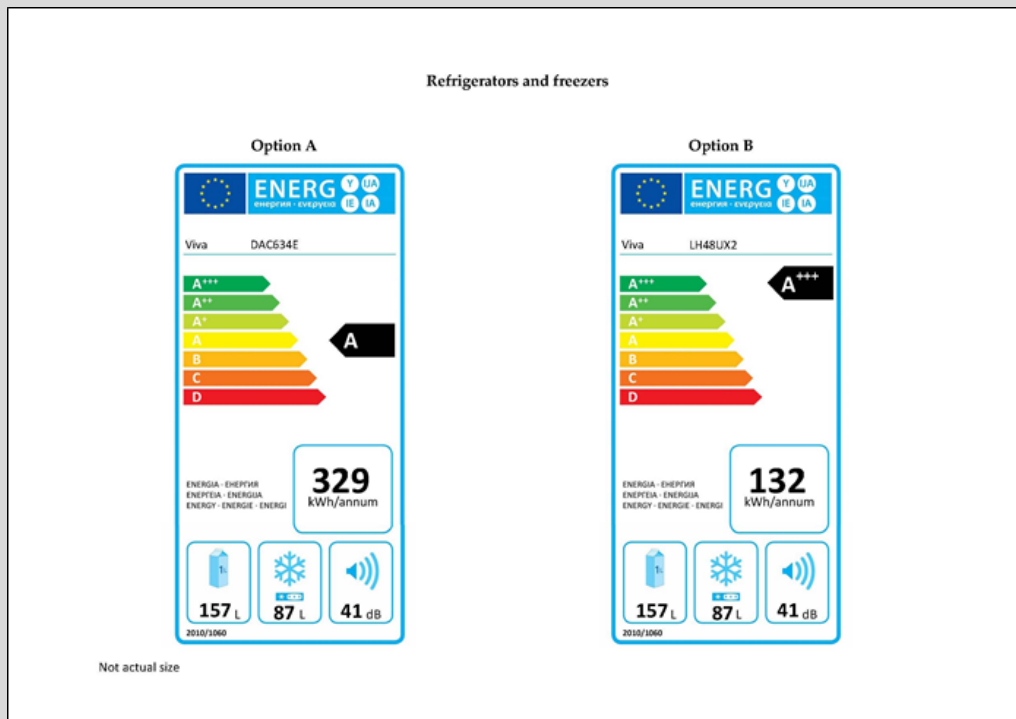 Refrigerators and freezers
Option A
ENERG Y UA
енергия · ενεργεια IE IA
Viva DAC634E
A+++
A++
A+
A
B
C
D
A
ENERGIA · ЕНЕРГИЯ
ΕΝΕΡΓΕΙΑ · ENERGIJA
ENERGY · ENERGIE · ENERGI
329
kWh/annum
1L
157 L
87 L
41 dB
2010/1060
Option B
ENERG Y UA
енергия · ενεργεια IE IA
Viva LH48UX2
A+++
A++
A+
A
B
C
D
A+++
ENERGIA · ЕНЕРГИЯ
ΕΝΕΡΓΕΙΑ · ENERGIJA
ENERGY · ENERGIE · ENERGI
132
kWh/annum
1L
157 L
87 L
41 dB
2010/1060
Not actual size